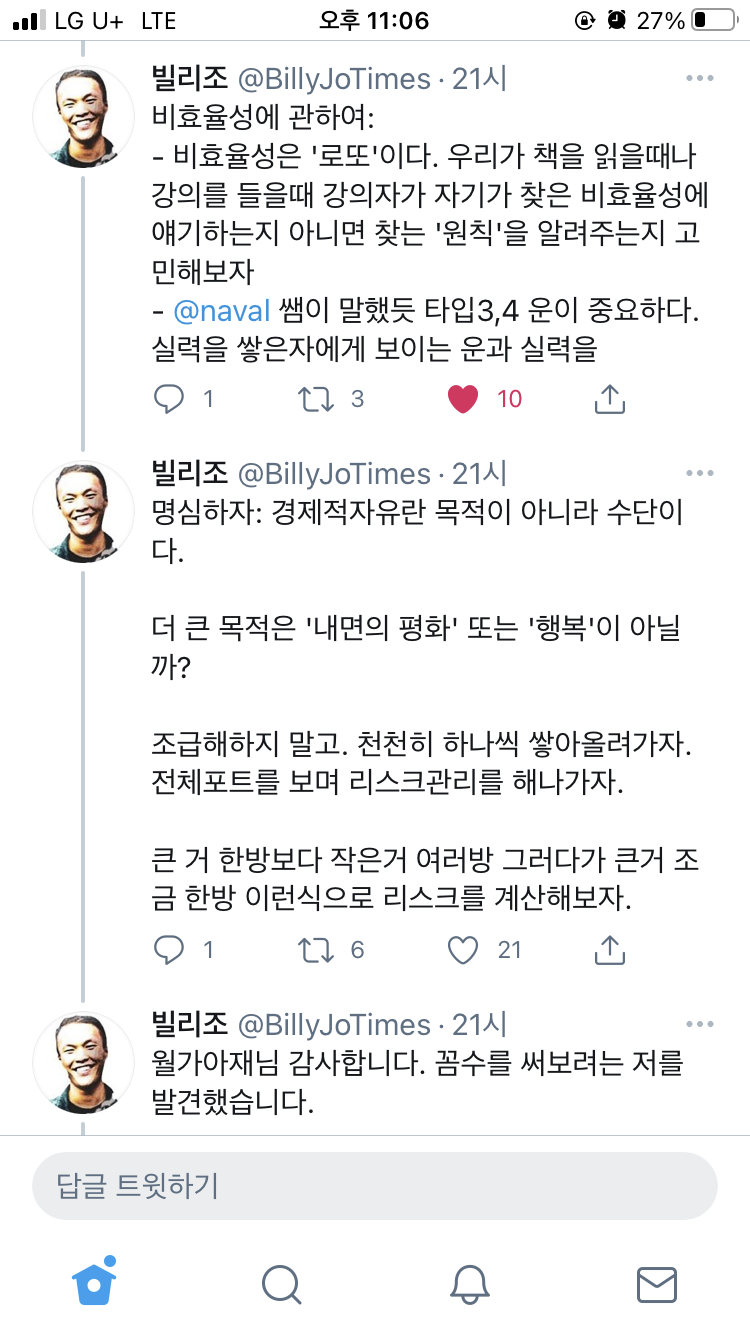 LG U+ LTE 오후 11:06 27%
빌리조 @BillyJoTimes · 21시
비효율성에 관하여:
- 비효율성은 '로또'이다. 우리가 책을 읽을때나
강의를 들을때 강의자가 자기가 찾은 비효율성에
얘기하는지 아니면 찾는 '원칙'을 알려주는지 고
민해보자
- @naval 쌤이 말했듯 타입3,4 운이 중요하다.
실력을 쌓은자에게 보이는 운과 실력을
1 3 10
빌리조 @BillyJoTimes · 21시
명심하자: 경제적자유란 목적이 아니라 수단이
다.
더 큰 목적은 '내면의 평화' 또는 '행복'이 아닐
까?
조급해하지 말고. 천천히 하나씩 쌓아올려가자.
전체포트를 보며 리스크관리를 해나가자.
큰 거 한방보다 작은거 여러방 그러다가 큰거 조
금 한방 이런식으로 리스크를 계산해보자.
1 6 21
빌리조 @BillyJoTimes · 21시
월가아재님 감사합니다. 꼼수를 써보려는 저를
발견했습니다.
답글 트윗하기